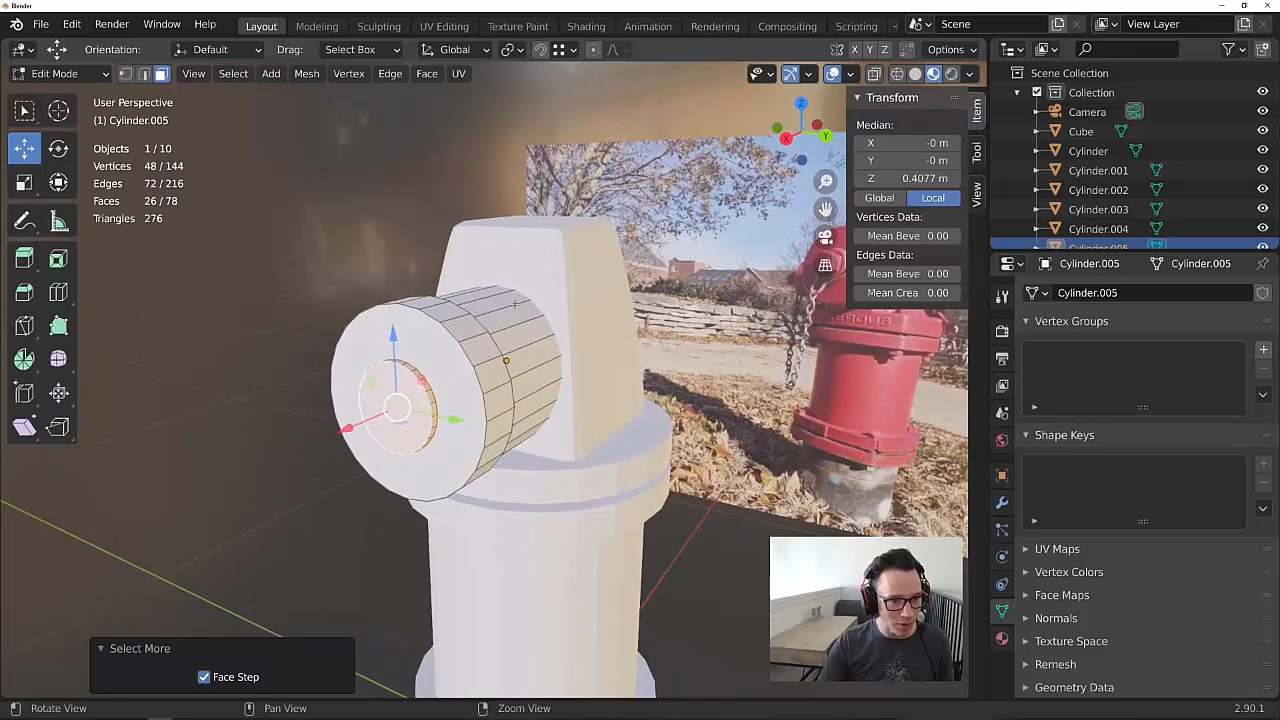 Blender
File Edit Render Window Help
Layout Modeling Sculpting UV Editing Texture Paint Shading Animation Rendering Compositing Scripting
Scene
View Layer
Orientation: Default Drag: Select Box Global X Y Z Options
Edit Mode View Select Add Mesh Vertex Edge Face UV
User Perspective
(1) Cylinder.005
Objects 1 / 10
Vertices 48 / 144
Edges 72 / 216
Faces 26 / 78
Triangles 276
Z
Y
X
Transform
Median:
X -0 m
Y -0 m
Z 0.4077 m
Global Local
Vertices Data:
Mean Beve 0.00
Edges Data:
Mean Beve 0.00
Mean Crea 0.00
Item
Tool
View
Scene Collection
Collection
Camera
Cube
Cylinder
Cylinder.001
Cylinder.002
Cylinder.003
Cylinder.004
Cylinder.005
Cylinder.005 Cylinder.005
Cylinder.005
Vertex Groups
Shape Keys
UV Maps
Vertex Colors
Face Maps
Normals
Texture Space
Remesh
Geometry Data
Select More
Face Step
Rotate View Pan View Zoom View 2.90.1